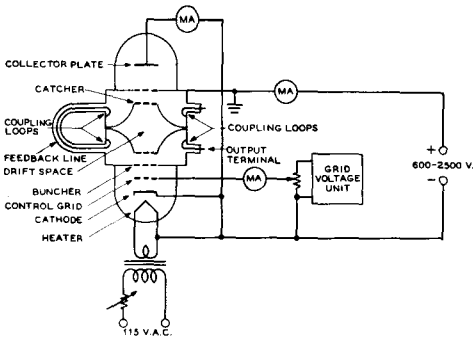 MA
COLLECTOR PLATE
CATCHER
MA
COUPLING
LOOPS
COUPLING LOOPS
FEEDBACK LINE
DRIFT SPACE
OUTPUT
TERMINAL
+
600-2500 V.
-
BUNCHER
CONTROL GRID
MA
GRID
VOLTAGE
UNIT
CATHODE
HEATER
115 V.A.C.